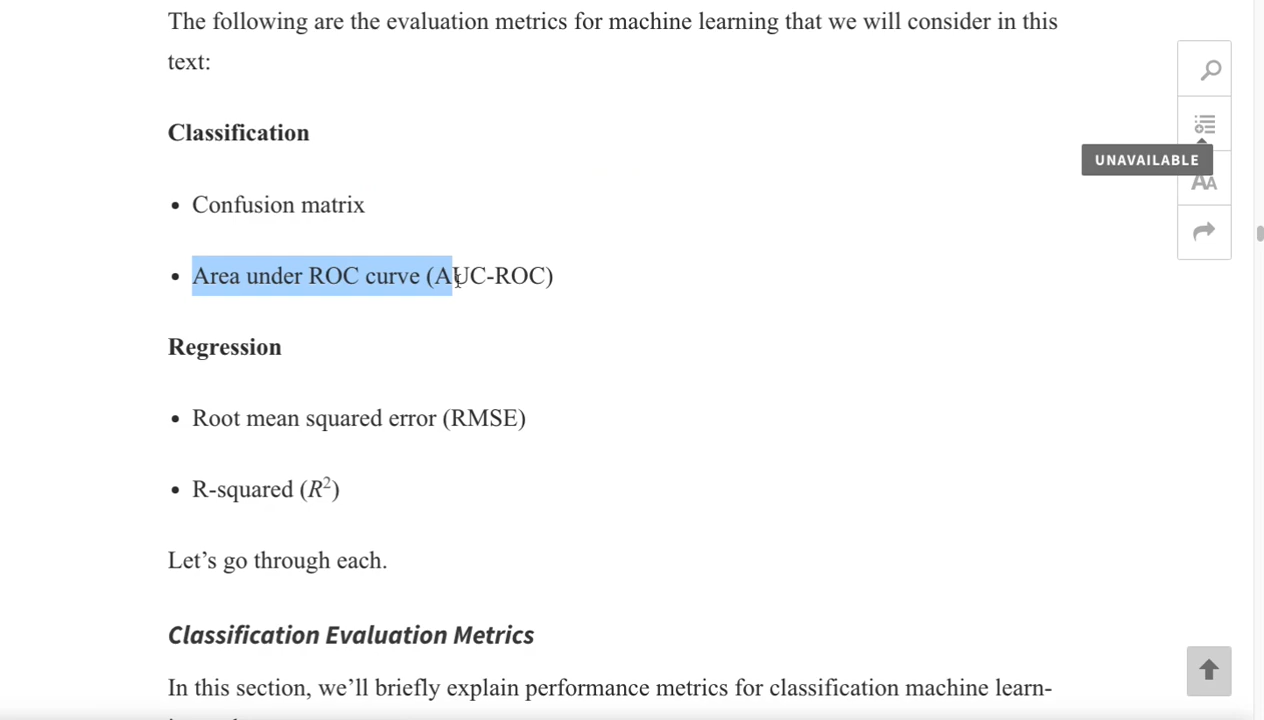 The following are the evaluation metrics for machine learning that we will consider in this
text:
Classification
UNAVAILABLE
AA
• Confusion matrix
• Area under ROC curve (AUC-ROC)
Regression
• Root mean squared error (RMSE)
• R-squared (R²)
Let’s go through each.
Classification Evaluation Metrics
In this section, we’ll briefly explain performance metrics for classification machine learn-